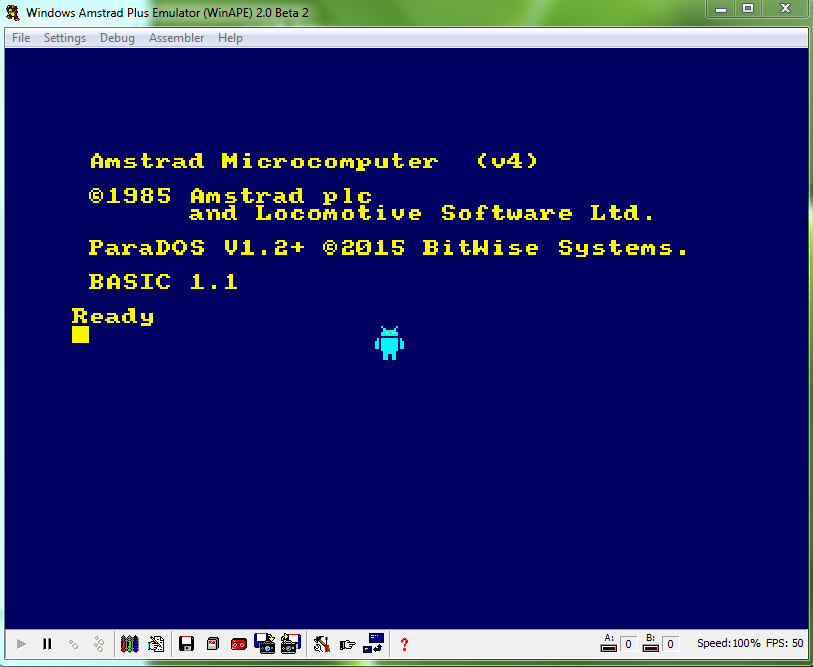 Windows Amstrad Plus Emulator (WinAPE) 2.0 Beta 2
File Settings Debug Assembler Help
Amstrad Microcomputer (v4)
©1985 Amstrad plc
and Locomotive Software Ltd.
ParaDOS V1.2+ ©2015 BitWise Systems.
BASIC 1.1
Ready
A: 0 B: 0 Speed:100% FPS: 50